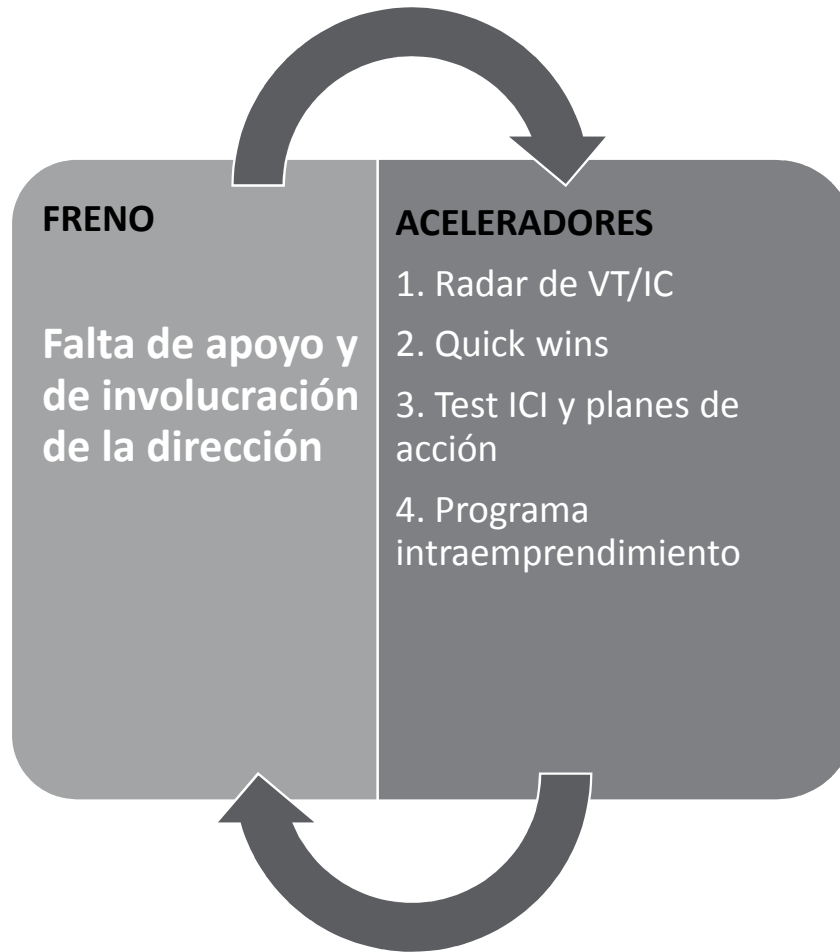 FRENO
Falta de apoyo y
de involucración
de la dirección
ACELERADORES
1. Radar de VT/IC
2. Quick wins
3. Test ICI y planes de
acción
4. Programa
intraemprendimiento